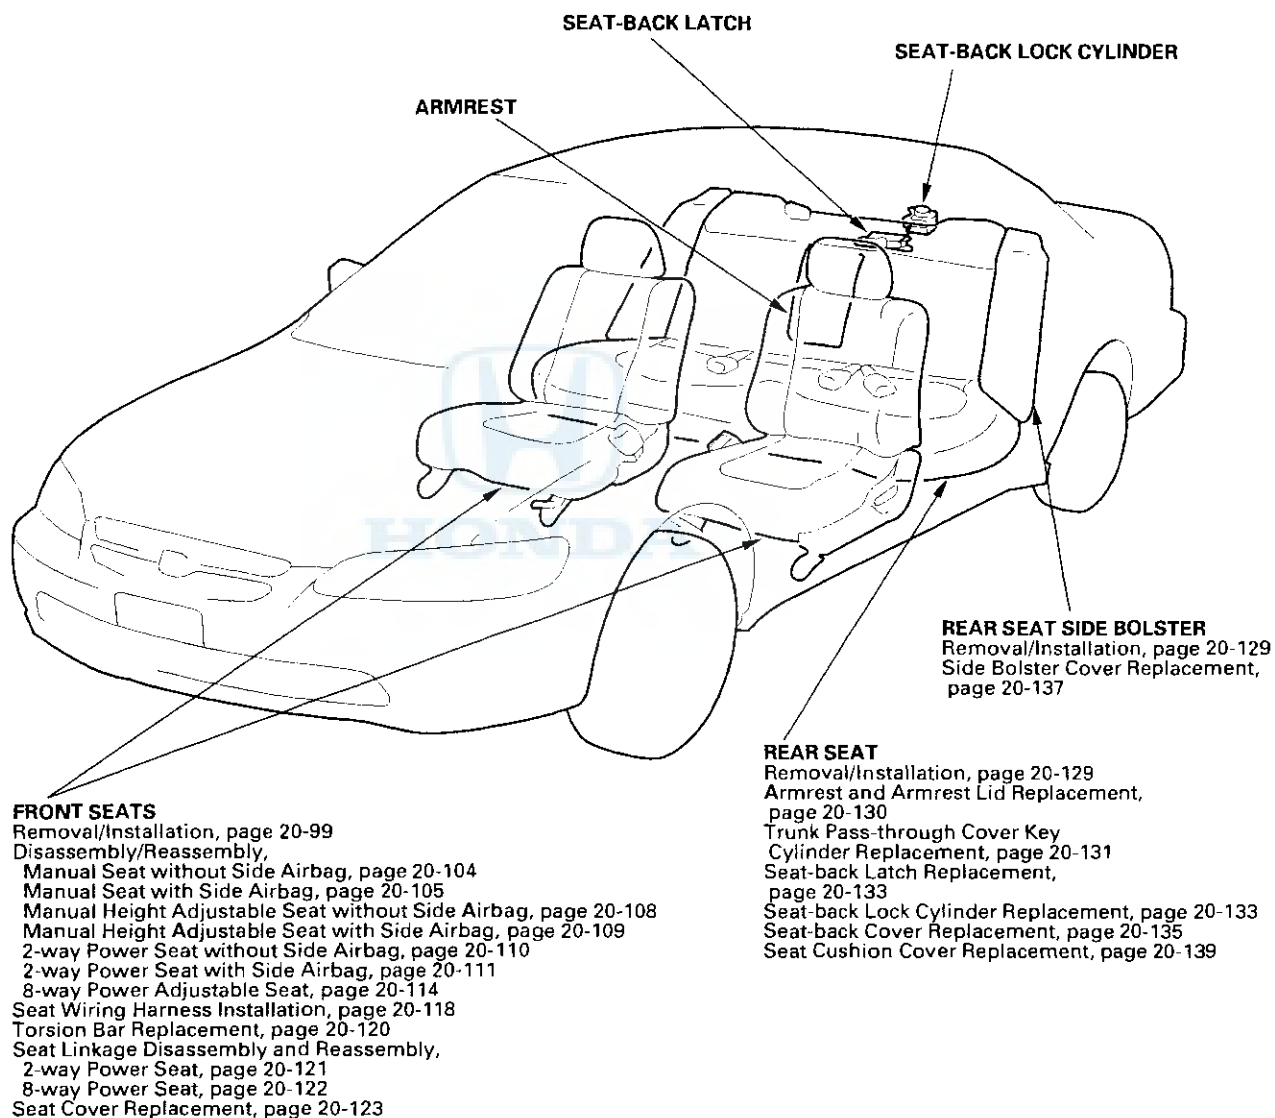 SEAT-BACK LATCH
SEAT-BACK LOCK CYLINDER
ARMREST
HONDA
REAR SEAT SIDE BOLSTER
Removal/Installation, page 20-129
Side Bolster Cover Replacement,
page 20-137
REAR SEAT
Removal/Installation, page 20-129
Armrest and Armrest Lid Replacement,
page 20-130
Trunk Pass-through Cover Key
Cylinder Replacement, page 20-131
Seat-back Latch Replacement,
page 20-133
Seat-back Lock Cylinder Replacement, page 20-133
Seat-back Cover Replacement, page 20-135
Seat Cushion Cover Replacement, page 20-139
FRONT SEATS
Removal/Installation, page 20-99
Disassembly/Reassembly,
Manual Seat without Side Airbag, page 20-104
Manual Seat with Side Airbag, page 20-105
Manual Height Adjustable Seat without Side Airbag, page 20-108
Manual Height Adjustable Seat with Side Airbag, page 20-109
2-way Power Seat without Side Airbag, page 20-110
2-way Power Seat with Side Airbag, page 20-111
8-way Power Adjustable Seat, page 20-114
Seat Wiring Harness Installation, page 20-118
Torsion Bar Replacement, page 20-120
Seat Linkage Disassembly and Reassembly,
2-way Power Seat, page 20-121
8-way Power Seat, page 20-122
Seat Cover Replacement, page 20-123